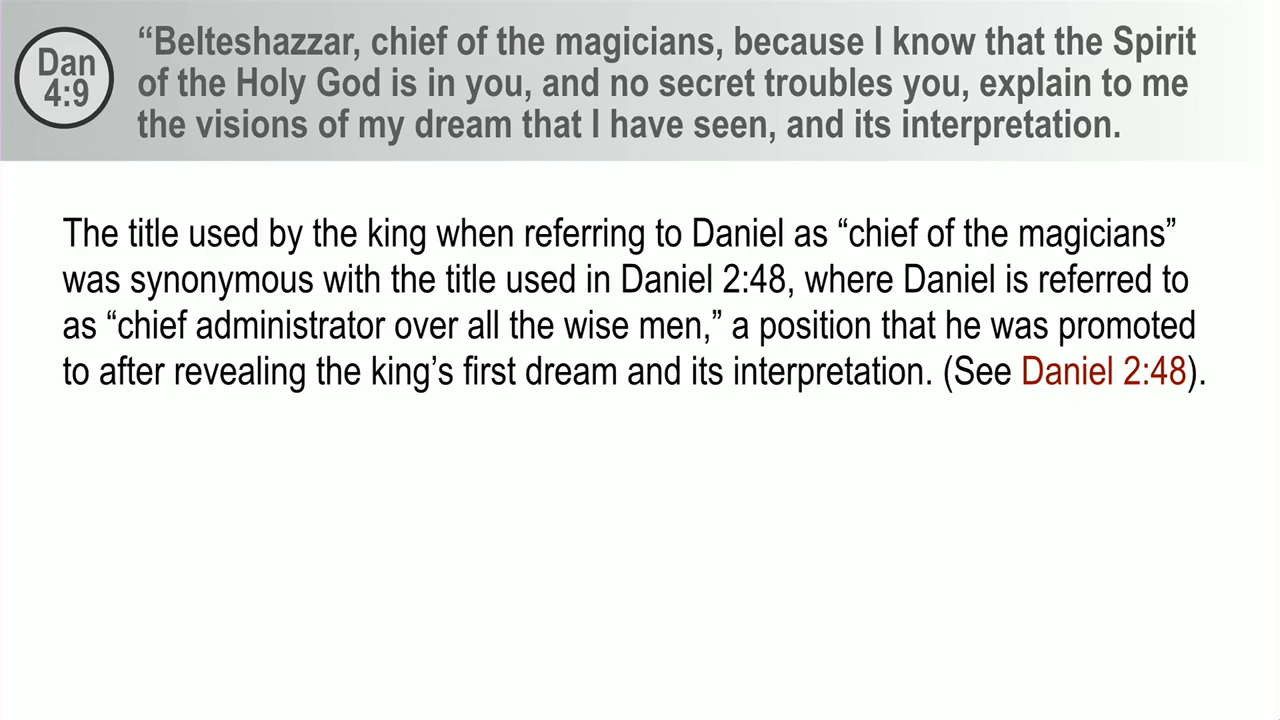 Dan
4:9
“Belteshazzar, chief of the magicians, because I know that the Spirit
of the Holy God is in you, and no secret troubles you, explain to me
the visions of my dream that I have seen, and its interpretation.
The title used by the king when referring to Daniel as “chief of the magicians”
was synonymous with the title used in Daniel 2:48, where Daniel is referred to
as “chief administrator over all the wise men,” a position that he was promoted
to after revealing the king’s first dream and its interpretation. (See Daniel 2:48).